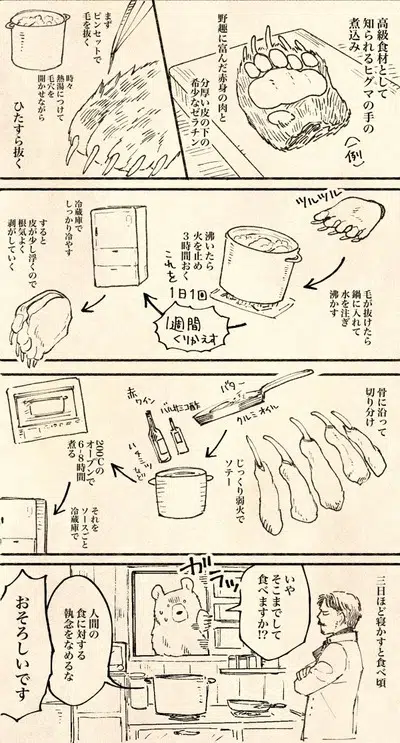 高級食材として
知られるヒグマの手の
煮込み
(例)
野趣に富んだ赤身の肉と
分厚い皮の下の
希少なゼラチン
まず
ピンセットで
毛を抜く
時々
熱湯につけて
毛穴を
開かせながら
ひたすら抜く
ツルツル
毛が抜けたら
鍋に入れて
水を注ぎ
沸かす
沸いたら
火を止め
3時間おく
これを
1日1回
1週間
くりかえす
冷蔵庫で
しっかり冷やす
すると
皮が少し浮くので
根気よく
剥がしていく
骨に沿って
切り分け
バター
クルミオイル
じっくり弱火で
ソテー
赤
ワイン
バルサミコ酢
ハチミツなど
200℃の
オーブンで
6-8時間
煮る
それを
ソースごと
冷蔵庫で
三日ほど寝かすと食べ頃
ガラッ
いや
そこまでして
食べますか!?
人間の
食に対する
執念をなめるな
おそろしいです